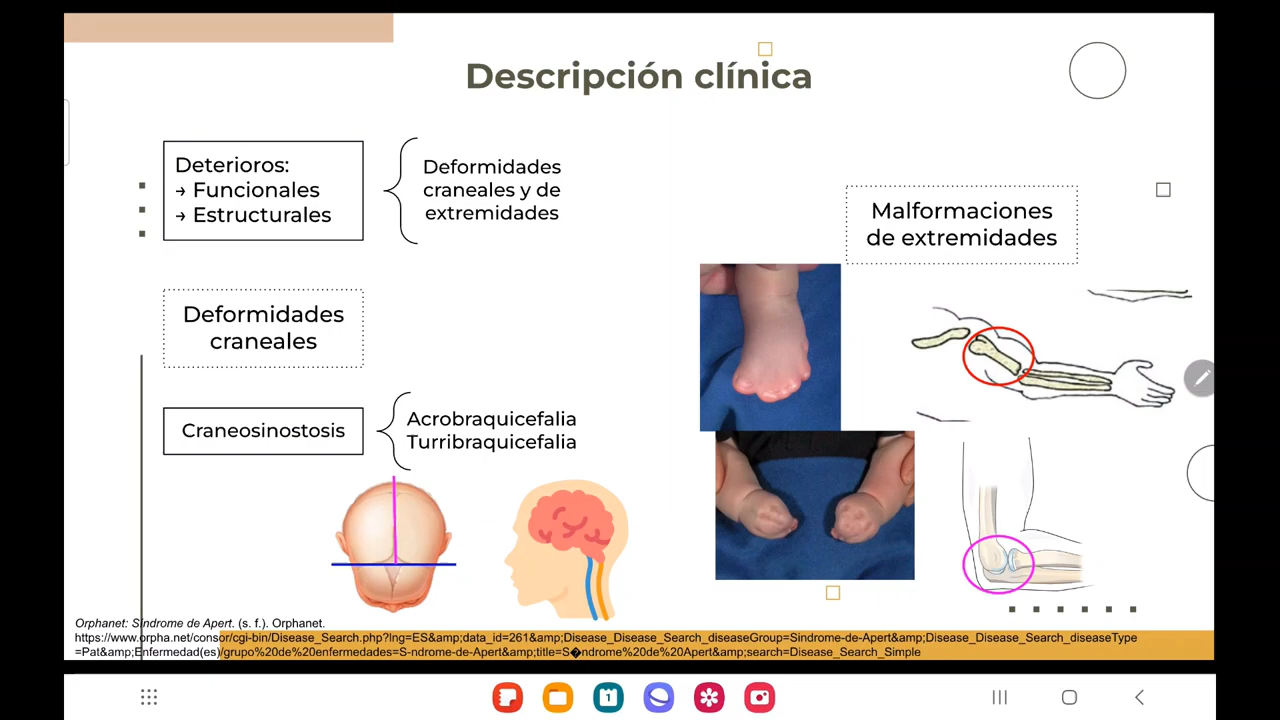 Descripción clínica
Deterioros:
→ Funcionales
→ Estructurales
Deformidades
craneales y de
extremidades
Malformaciones
de extremidades
Deformidades
craneales
Craneosinostosis
Acrobraquicefalia
Turribraquicefalia
Orphanet: Síndrome de Apert. (s. f.). Orphanet.
https://www.orpha.net/consor/cgi-bin/Disease_Search.php?lng=ES&amp;data_id=261&amp;Disease_Disease_Search_diseaseGroup=Sindrome-de-Apert&amp;Disease_Disease_Search_diseaseType
=Pat&amp;Enfermedad(es)/grupo%20de%20enfermedades=S-ndrome-de-Apert&amp;title=S�ndrome%20de%20Apert&amp;search=Disease_Search_Simple
1